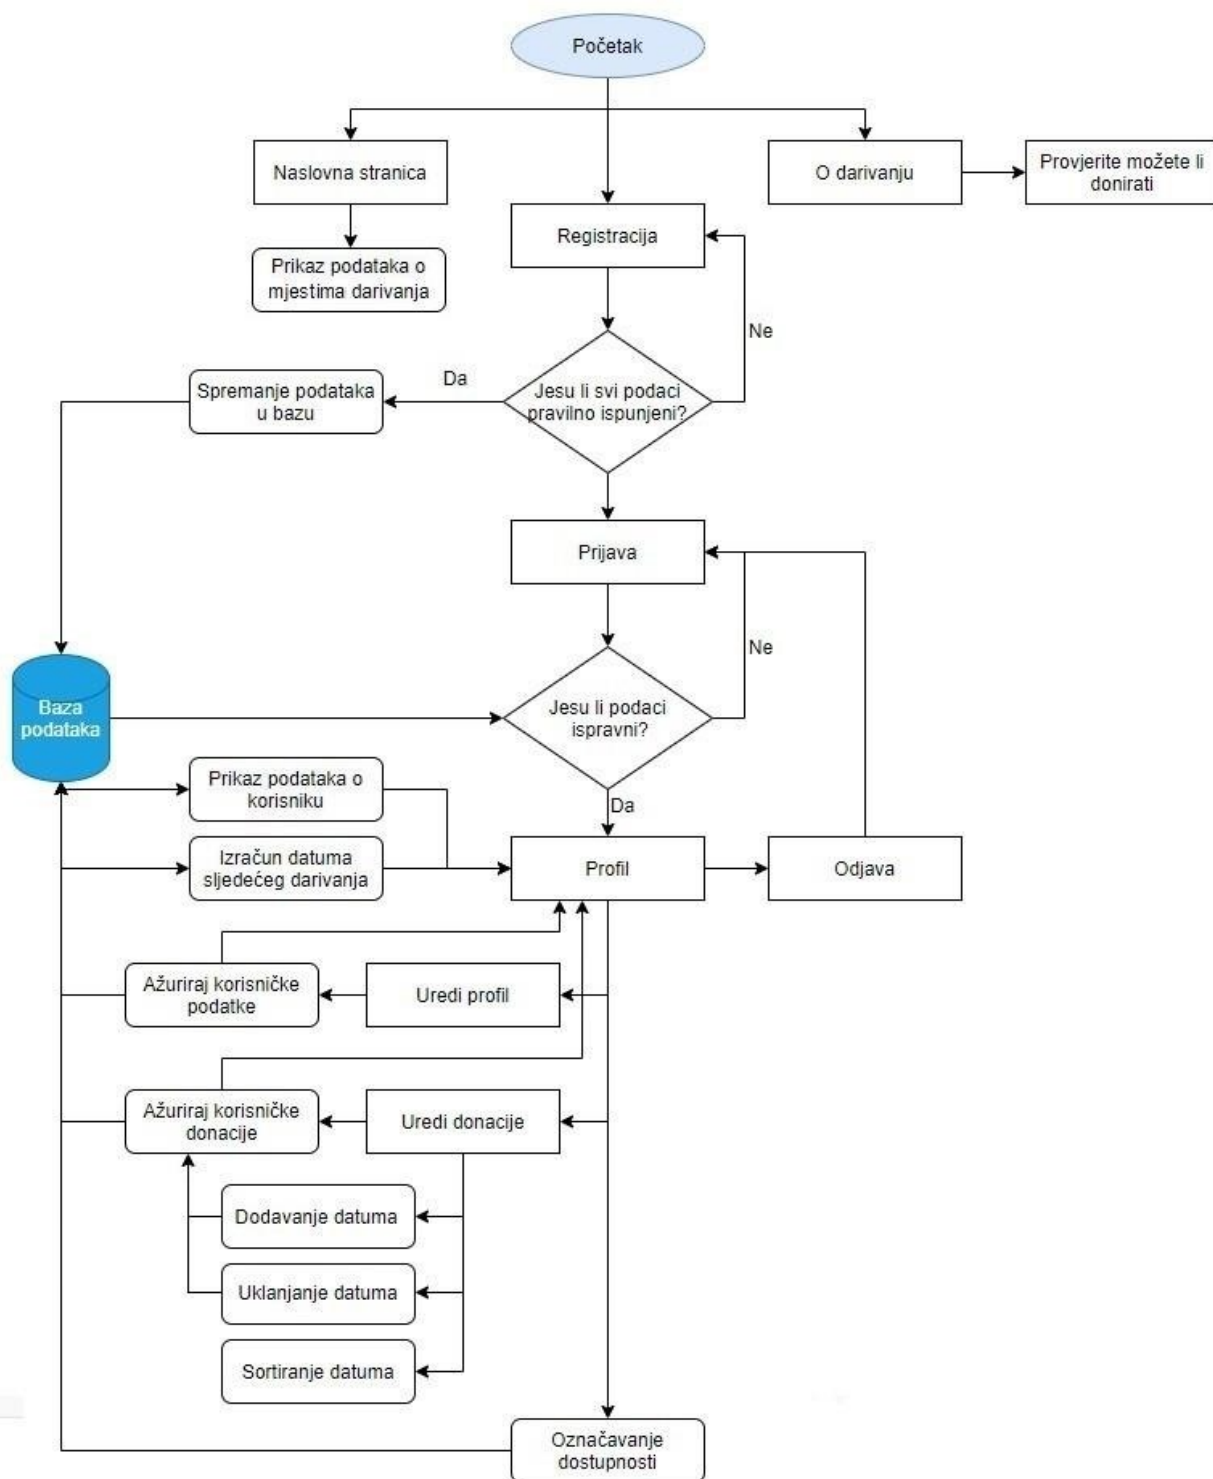 Početak
Naslovna stranica
O darivanju
Provjerite možete li
donirati
Registracija
Prikaz podataka o
mjestima darivanja
Ne
Da
Spremanje podataka
u bazu
Jesu li svi podaci
pravilno ispunjeni?
Prijava
Ne
Baza
podataka
Jesu li podaci
ispravni?
Prikaz podataka o
korisniku
Da
Izračun datuma
sljedećeg darivanja
Profil
Odjava
Ažuriraj korisničke
podatke
Uredi profil
Ažuriraj korisničke
donacije
Uredi donacije
Dodavanje datuma
Uklanjanje datuma
Sortiranje datuma
Označavanje
dostupnosti